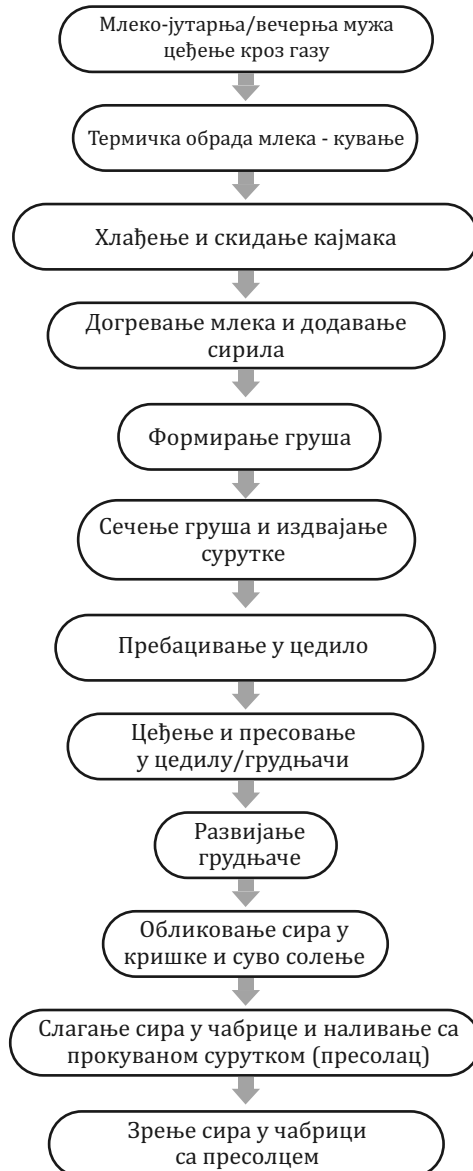 Млеко-јутарња/вечерња мужа
цеђење кроз газу
Термичка обрада млека - кување
Хлађење и скидање кајмака
Догревање млека и додавање
сирила
Формирање груша
Сечење груша и издвајање
сурутке
Пребацивање у цедило
Цеђење и пресовање
у цедилу/грудњачи
Развијање
грудњаче
Обликовање сира у
кришке и суво солење
Слагање сира у чабрице и наливање са
прокуваном сурутком (пресолац)
Зрење сира у чабрици
са пресолцем